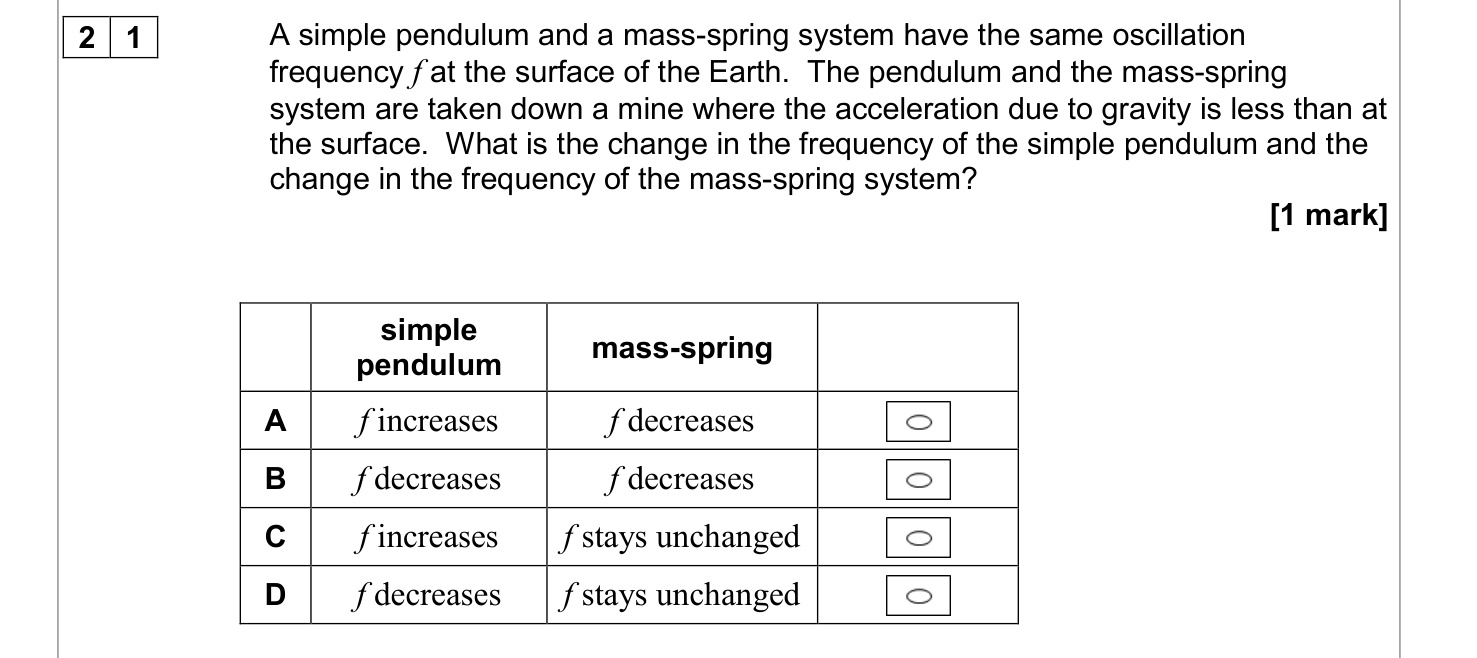 2 1
A simple pendulum and a mass-spring system have the same oscillation
frequency f at the surface of the Earth. The pendulum and the mass-spring
system are taken down a mine where the acceleration due to gravity is less than at
the surface. What is the change in the frequency of the simple pendulum and the
change in the frequency of the mass-spring system?
[1 mark]
simple
pendulum
mass-spring
A f increases f decreases
B f decreases f decreases
C f increases f stays unchanged
D f decreases f stays unchanged